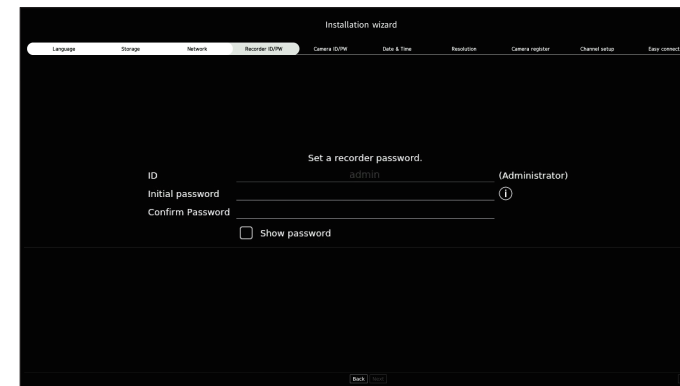 Installation wizard
Language Storage Network Recorder ID/PW Camera ID/PW Date & Time Resolution Camera register Channel setup Easy connect
Set a recorder password.
ID admin (Administrator)
Initial password
Confirm Password
Show password
Back Next